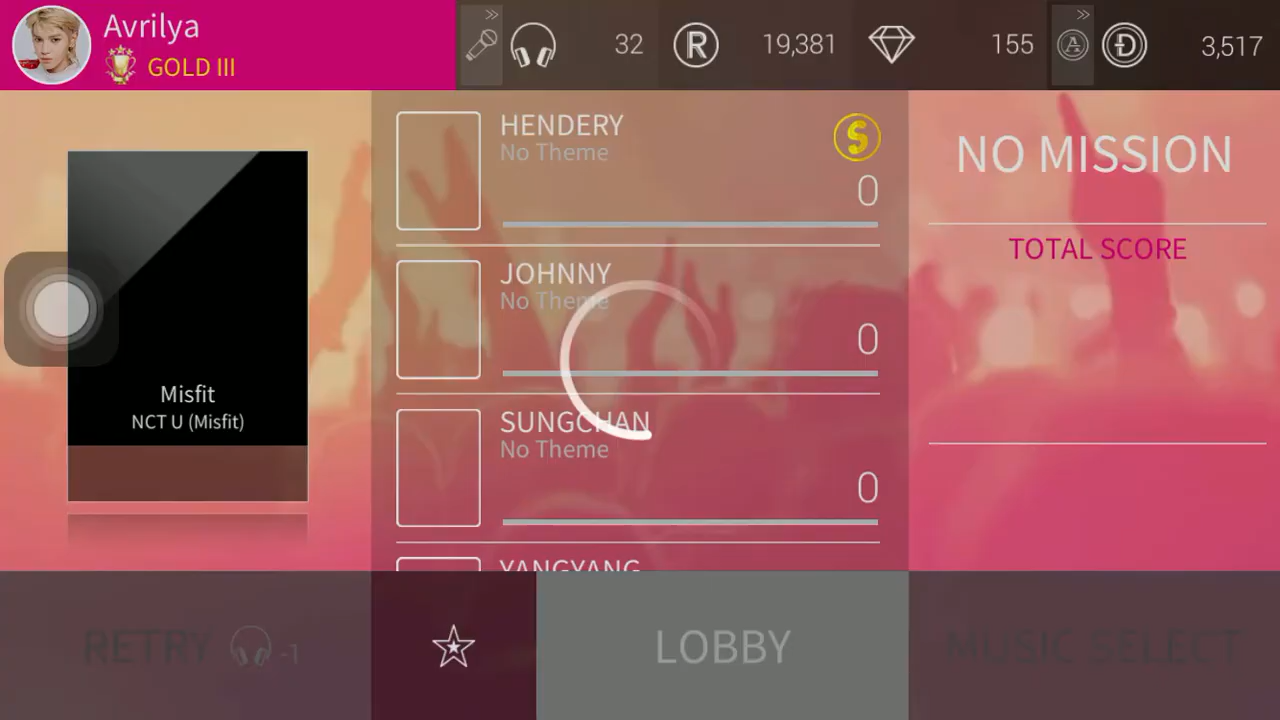 Avrilya
GOLD III
32
R
19,381
155
A
D
3,517
Misfit
NCT U (Misfit)
HENDERY
No Theme
S
0
JOHNNY
No Theme
0
SUNGCHAN
No Theme
0
YANGYANG
NO MISSION
TOTAL SCORE
RETRY -1
LOBBY
MUSIC SELECT